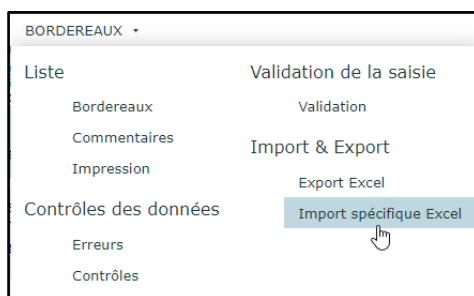 BORDEREAUX
Liste
Bordereaux
Commentaires
Impression
Contrôles des données
Erreurs
Contrôles
Validation de la saisie
Validation
Import & Export
Export Excel
Import spécifique Excel